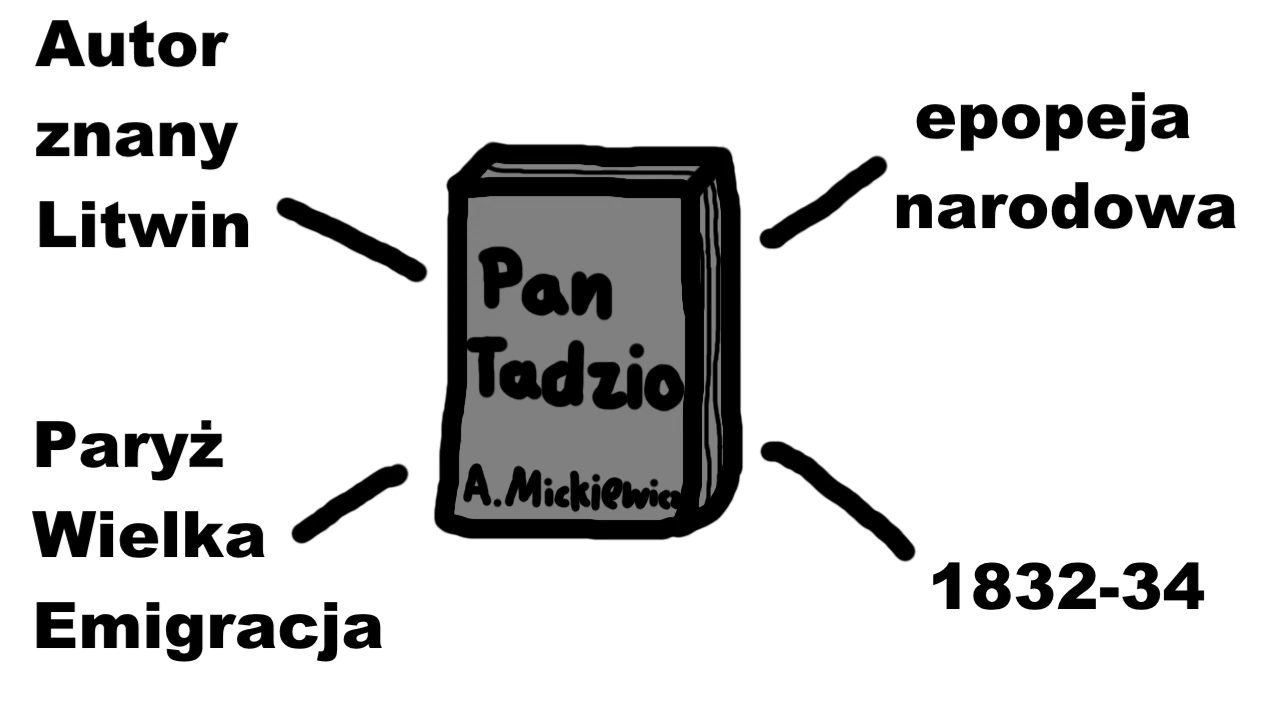 Autor
znany
Litwin
epopeja
narodowa
Pan
Tadzio
A. Mickiewicz
Paryż
Wielka
Emigracja
1832-34